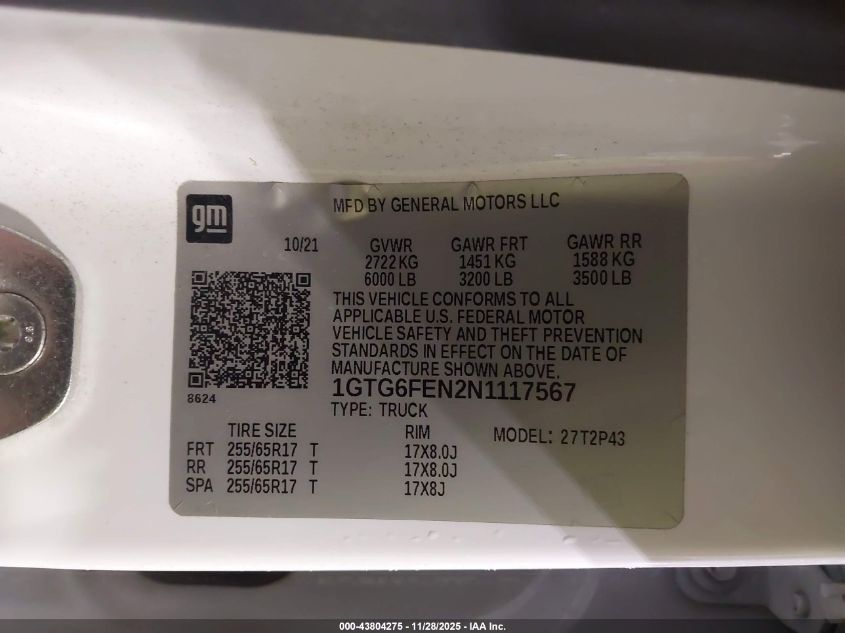 gm
MFD BY GENERAL MOTORS LLC
10/21 GVWR GAWR FRT GAWR RR
2722 KG 1451 KG 1588 KG
6000 LB 3200 LB 3500 LB
THIS VEHICLE CONFORMS TO ALL
APPLICABLE U.S. FEDERAL MOTOR
VEHICLE SAFETY AND THEFT PREVENTION
STANDARDS IN EFFECT ON THE DATE OF
MANUFACTURE SHOWN ABOVE.
8624
1GTG6FEN2N1117567
TYPE: TRUCK
TIRE SIZE RIM MODEL: 27T2P43
FRT 255/65R17 T 17X8.0J
RR 255/65R17 T 17X8.0J
SPA 255/65R17 T 17X8J
000-43804275 - 11/28/2025 - IAA Inc.